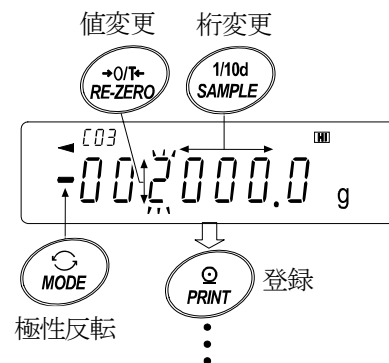 値変更 桁変更
→0/T← 1/10d
RE-ZERO SAMPLE
C03 HI
-002000.0 g
MODE PRINT 登録
極性反転